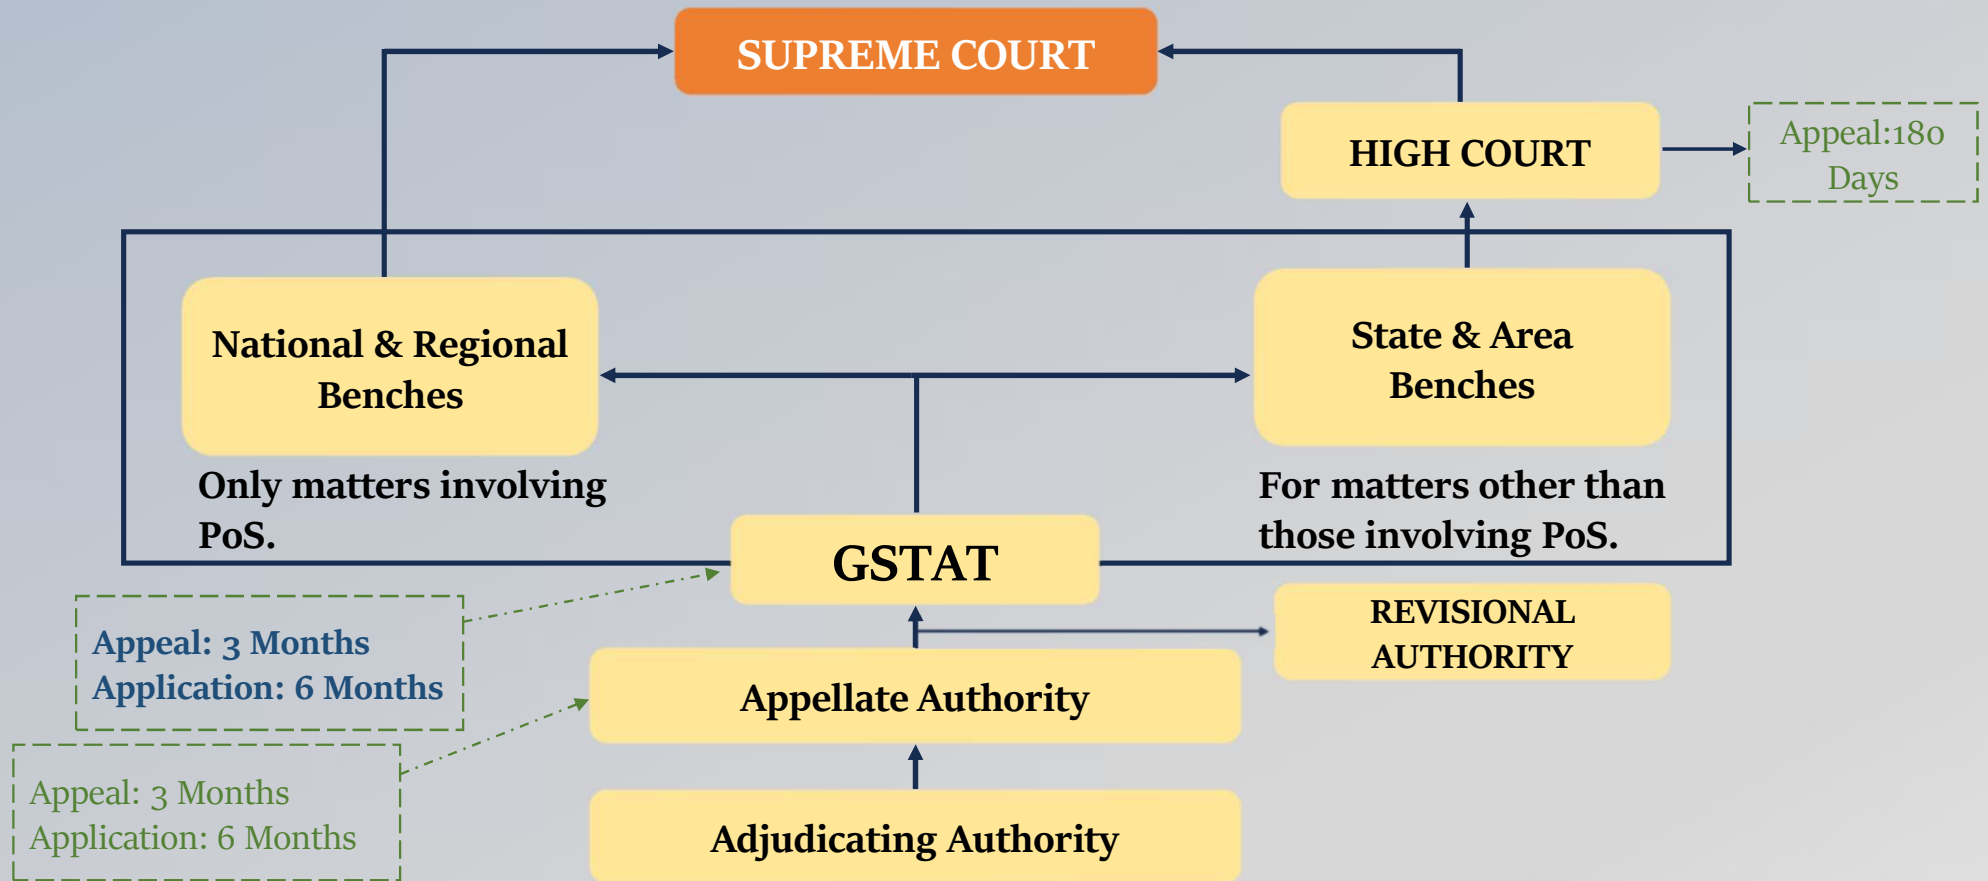 SUPREME COURT
HIGH COURT
Appeal:180
Days
National & Regional
Benches
State & Area
Benches
Only matters involving
PoS.
For matters other than
those involving PoS.
GSTAT
REVISIONAL
AUTHORITY
Appeal: 3 Months
Application: 6 Months
Appellate Authority
Appeal: 3 Months
Application: 6 Months
Adjudicating Authority